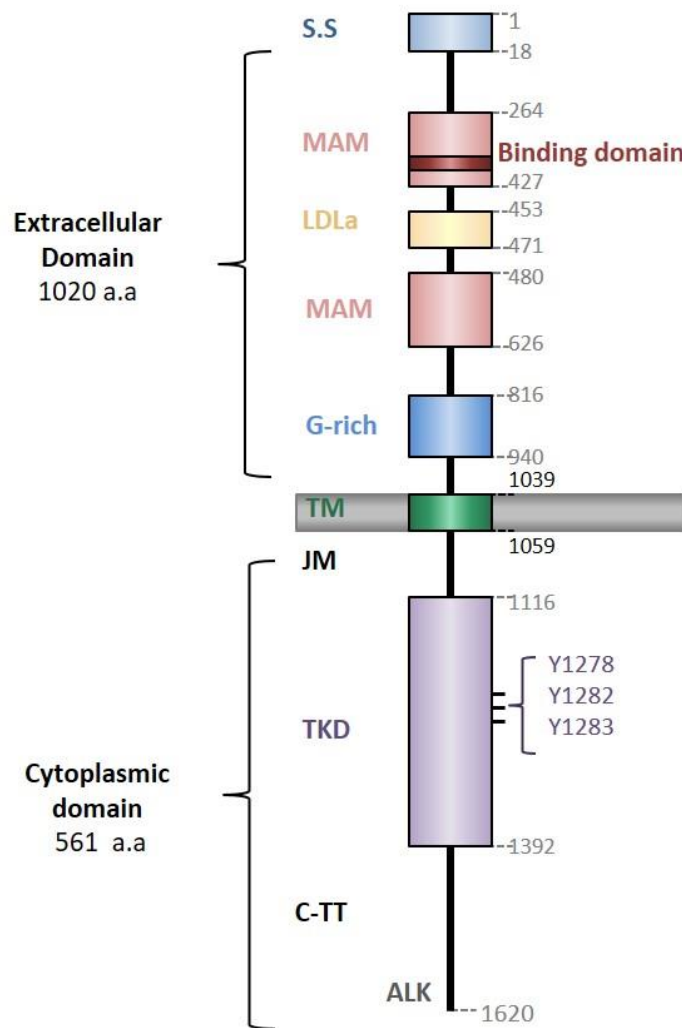 S.S
1
18
264
MAM
Binding domain
427
LDLa
453
471
Extracellular
Domain
1020 a.a
480
MAM
626
816
G-rich
940
1039
TM
1059
JM
1116
Y1278
Y1282
Y1283
TKD
Cytoplasmic
domain
561 a.a
1392
C-TT
ALK
1620